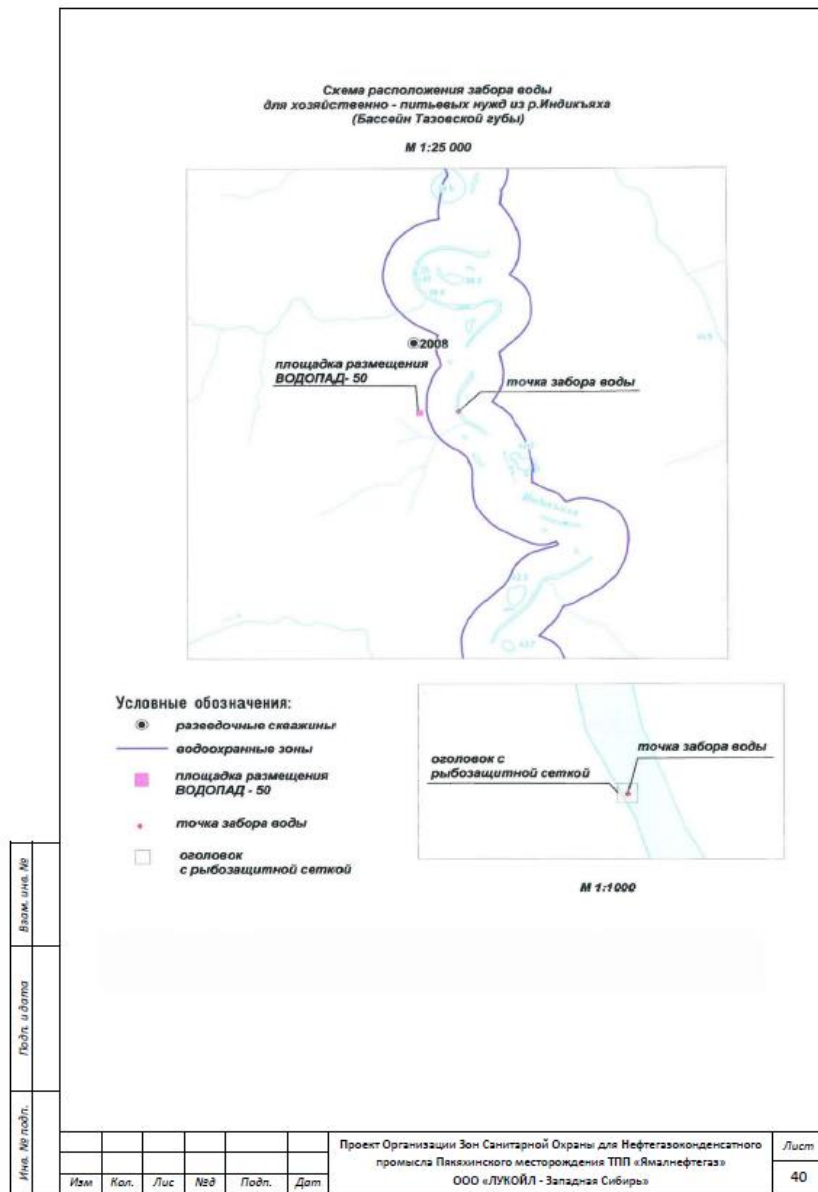 Схема расположения забора воды
для хозяйственно - питьевых нужд из р.Индикъяха
(Бассейн Тазовской губы)
М 1:25 000
2008
площадка размещения
ВОДОПАД- 50
точка забора воды
Условные обозначения:
разведочные скважины
водоохранные зоны
площадка размещения
ВОДОПАД - 50
точка забора воды
оголовок
с рыбозащитной сеткой
оголовок с
рыбозащитной сеткой
точка забора воды
М 1:1000
Взам. инв. №
Подп. и дата
Инв. № подп.
Изм Кол. Лис №д Подп. Дат
Проект Организации Зон Санитарной Охраны для Нефтегазоконденсатного
промысла Пякяхинского месторождения ТПП «Ямалнефтегаз»
ООО «ЛУКОЙЛ - Западная Сибирь»
Лист
40